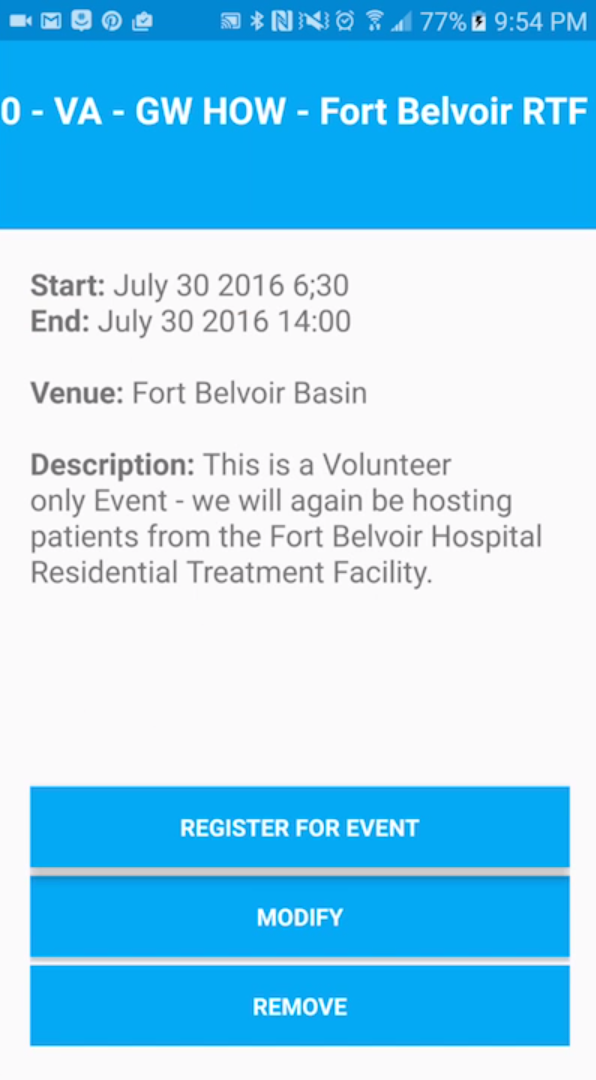 77% 9:54 PM
0 - VA - GW HOW - Fort Belvoir RTF
Start: July 30 2016 6;30
End: July 30 2016 14:00
Venue: Fort Belvoir Basin
Description: This is a Volunteer
only Event - we will again be hosting
patients from the Fort Belvoir Hospital
Residential Treatment Facility.
REGISTER FOR EVENT
MODIFY
REMOVE